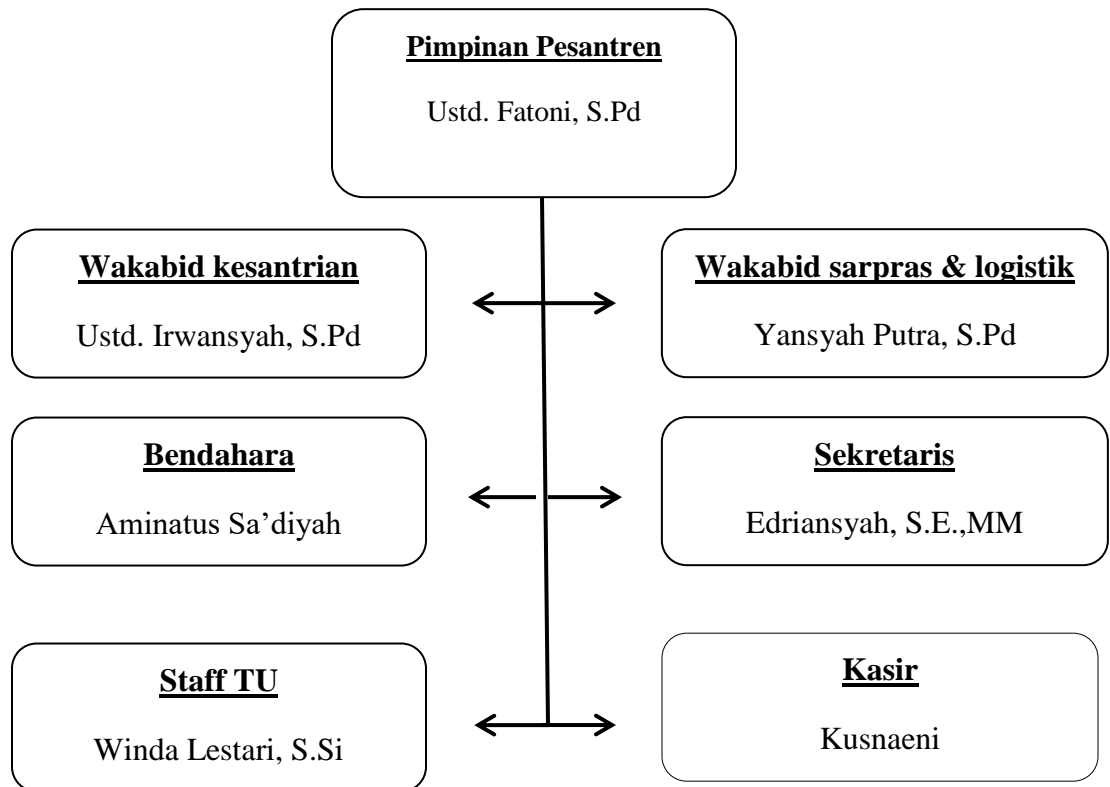 Pimpinan Pesantren
Ustd. Fatoni, S.Pd
Wakabid kesantrian
Ustd. Irwansyah, S.Pd
Wakabid sarpras & logistik
Yansyah Putra, S.Pd
Bendahara
Aminatus Sa’diyah
Sekretaris
Edriansyah, S.E.,MM
Staff TU
Winda Lestari, S.Si
Kasir
Kusnaeni